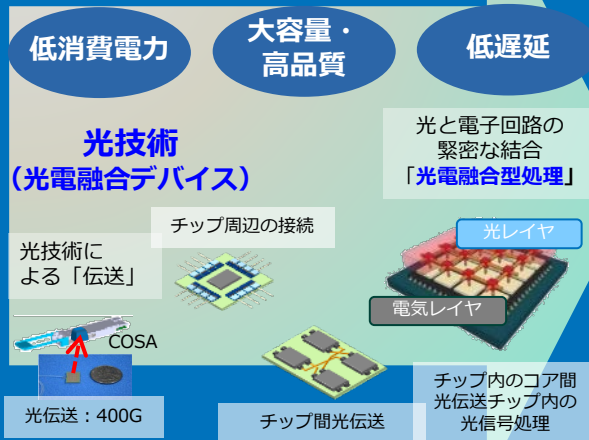 低消費電力
大容量・
高品質
低遅延
光技術
(光電融合デバイス)
光と電子回路の
緊密な結合
「光電融合型処理」
チップ周辺の接続
光レイヤ
光技術に
よる「伝送」
電気レイヤ
COSA
光伝送：400G
チップ間光伝送
チップ内のコア間
光伝送チップ内の
光信号処理